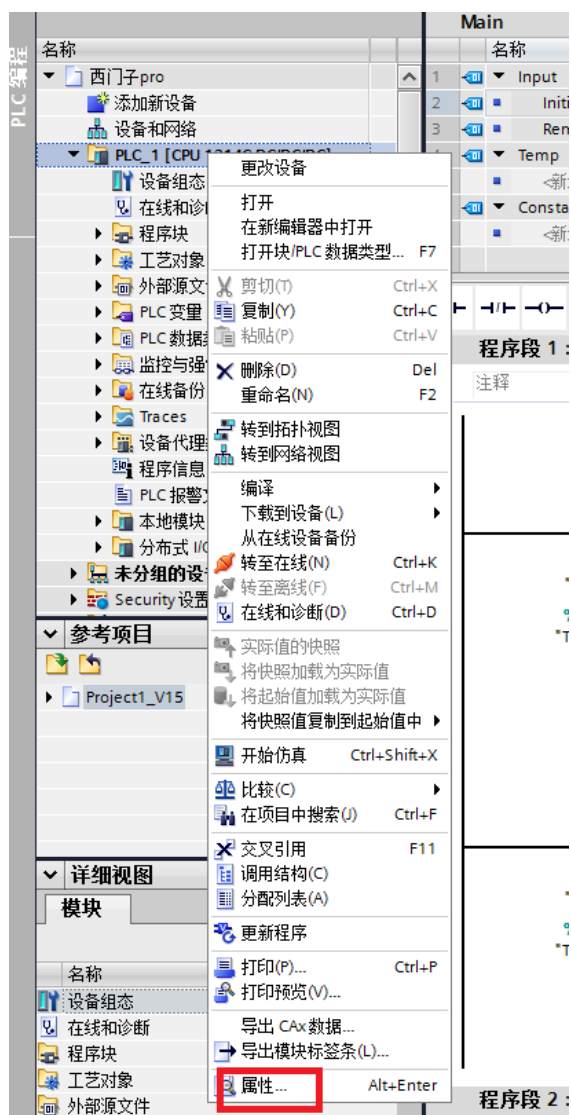 PLC 编程
名称
西门子pro
添加新设备
设备和网络
PLC_1 [CPU 1214C DC/DC/DC]
设备组态
在线和诊
程序块
工艺对象
外部源文
PLC 变量
PLC 数据
监控与强
在线备份
Traces
设备代理
程序信息
PLC 报警
本地模块
分布式 I/O
未分组的设
Security 设置
参考项目
Project1_V15
详细视图
模块
名称
设备组态
在线和诊断
程序块
工艺对象
外部源文件
更改设备
打开
在新编辑器中打开
打开块/PLC 数据类型... F7
剪切(T) Ctrl+X
复制(Y) Ctrl+C
粘贴(P) Ctrl+V
删除(D) Del
重命名(N) F2
转到拓扑视图
转到网络视图
编译
下载到设备(L)
从在线设备备份
转至在线(N) Ctrl+K
转至离线(F) Ctrl+M
在线和诊断(D) Ctrl+D
实际值的快照
将快照加载为实际值
将起始值加载为实际值
将快照值复制到起始值中
开始仿真 Ctrl+Shift+X
比较(C)
在项目中搜索(J) Ctrl+F
交叉引用 F11
调用结构(C)
分配列表(A)
更新程序
打印(P)... Ctrl+P
打印预览(V)...
导出 CAx 数据...
导出模块标签条(L)...
属性... Alt+Enter
Main
名称
1 Input
2 Initi
3 Rem
Temp
<新
Consta
<新
程序段 1：
注释
"T
"T
程序段 2：